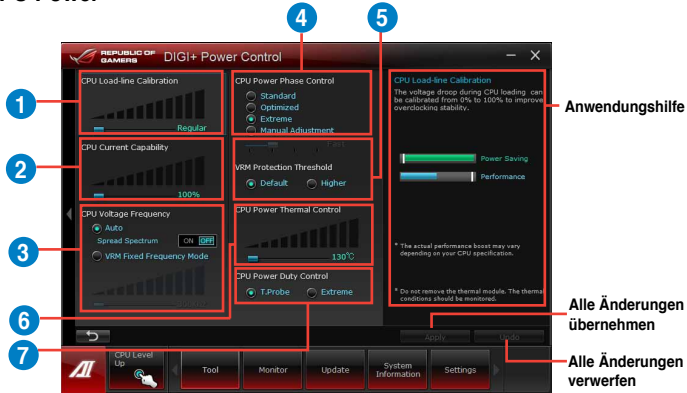 4
5
REPUBLIC OF
GAMERS
DIGI+ Power Control
1
CPU Load-line Calibration
Regular
2
CPU Current Capability
100%
3
CPU Voltage Frequency
Auto
Spread Spectrum
ON OFF
VRM Fixed Frequency Mode
CPU Power Phase Control
Standard
Optimized
Extreme
Manual Adjustment
Fast
VRM Protection Threshold
Default
Higher
CPU Power Thermal Control
130℃
6
CPU Power Duty Control
T.Probe
Extreme
7
CPU Load-line Calibration
The voltage droop during CPU loading can
be calibrated from 0% to 100% to improve
overclocking stability.
Power Saving
Performance
* The actual performance boost may vary
depending on your CPU specification.
* Do not remove the thermal module. The thermal
conditions should be monitored.
Anwendungshilfe
Apply
Undo
Alle Änderungen
übernehmen
Alle Änderungen
verwerfen
CPU Level
Up
Tool
Monitor
Update
System
Information
Settings